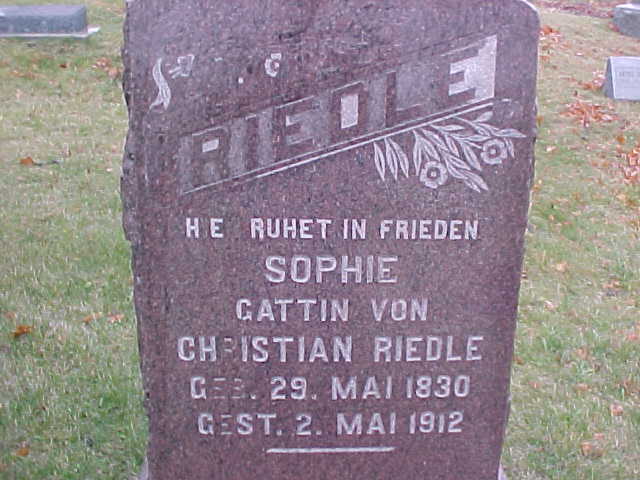 RIEDLE
HIE RUHET IN FRIEDEN
SOPHIE
GATTIN VON
CHRISTIAN RIEDLE
GEB. 29. MAI 1830
GEST. 2. MAI 1912